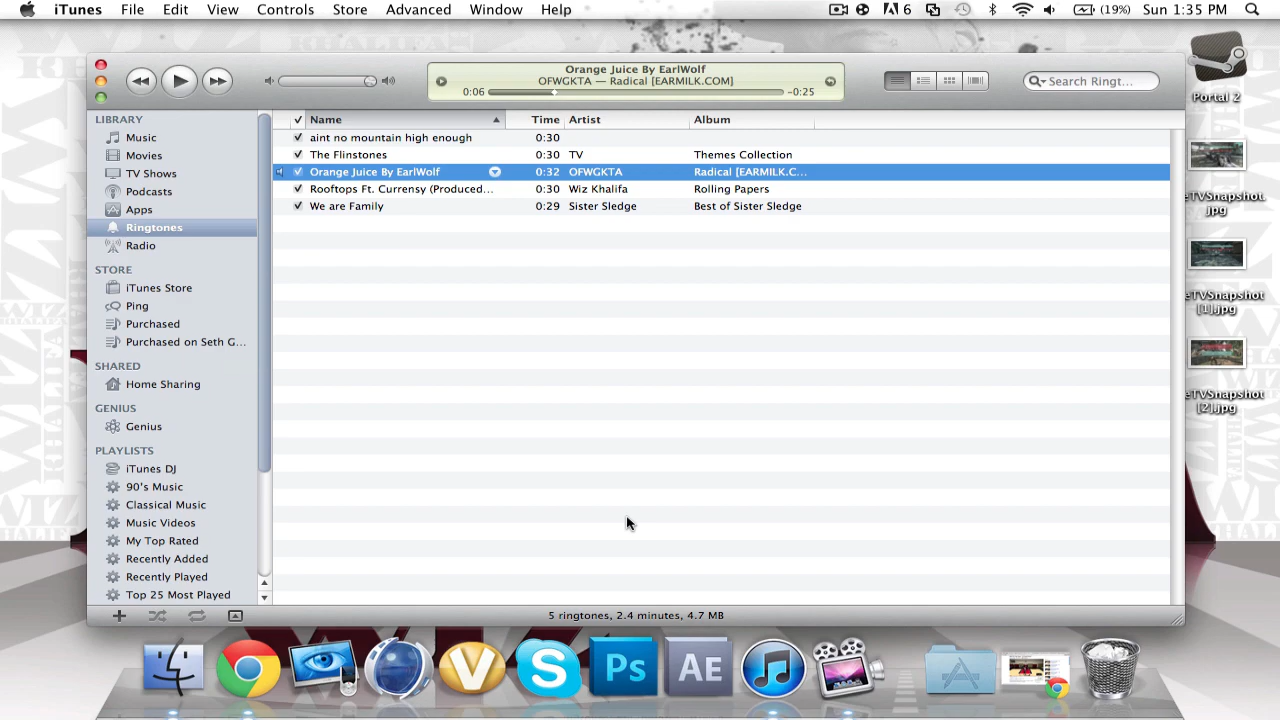 iTunes File Edit View Controls Store Advanced Window Help
6 (19%) Sun 1:35 PM
Orange Juice By EarlWolf
OFWGKTA — Radical [EARMILK.COM]
0:06 -0:25
Search Ringt...
Portal 2
LIBRARY
Music
Movies
TV Shows
Podcasts
Apps
Ringtones
Radio
STORE
iTunes Store
Ping
Purchased
Purchased on Seth G...
SHARED
Home Sharing
GENIUS
Genius
PLAYLISTS
iTunes DJ
90's Music
Classical Music
Music Videos
My Top Rated
Recently Added
Recently Played
Top 25 Most Played
Name Time Artist Album
aint no mountain high enough 0:30
The Flinstones 0:30 TV Themes Collection
Orange Juice By EarlWolf 0:32 OFWGKTA Radical [EARMILK.C...
Rooftops Ft. Currensy (Produced... 0:30 Wiz Khalifa Rolling Papers
We are Family 0:29 Sister Sledge Best of Sister Sledge
5 ringtones, 2.4 minutes, 4.7 MB
eTVSnapshot.
jpg
eTVSnapshot
[1].jpg
eTVSnapshot
[2].jpg
WIZ
KHALIFA
V
S
Ps
AE